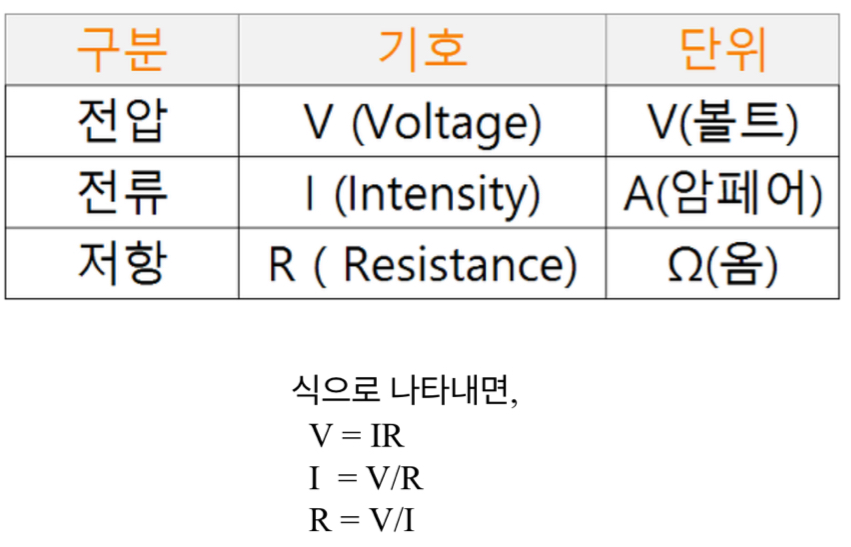 구분 기호 단위
전압 V (Voltage) V(볼트)
전류 I (Intensity) A(암페어)
저항 R ( Resistance) Ω(옴)
식으로 나타내면,
V = IR
I = V/R
R = V/I